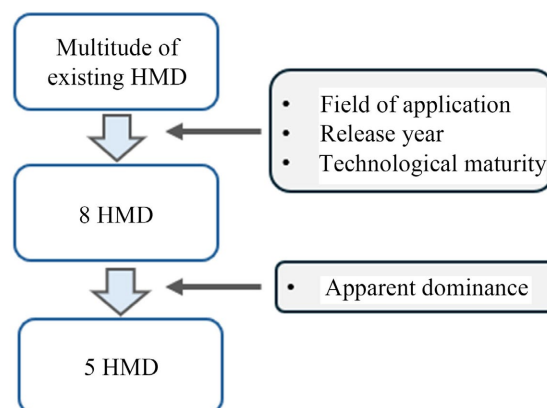 Multitude of
existing HMD
• Field of application
• Release year
• Technological maturity
8 HMD
• Apparent dominance
5 HMD